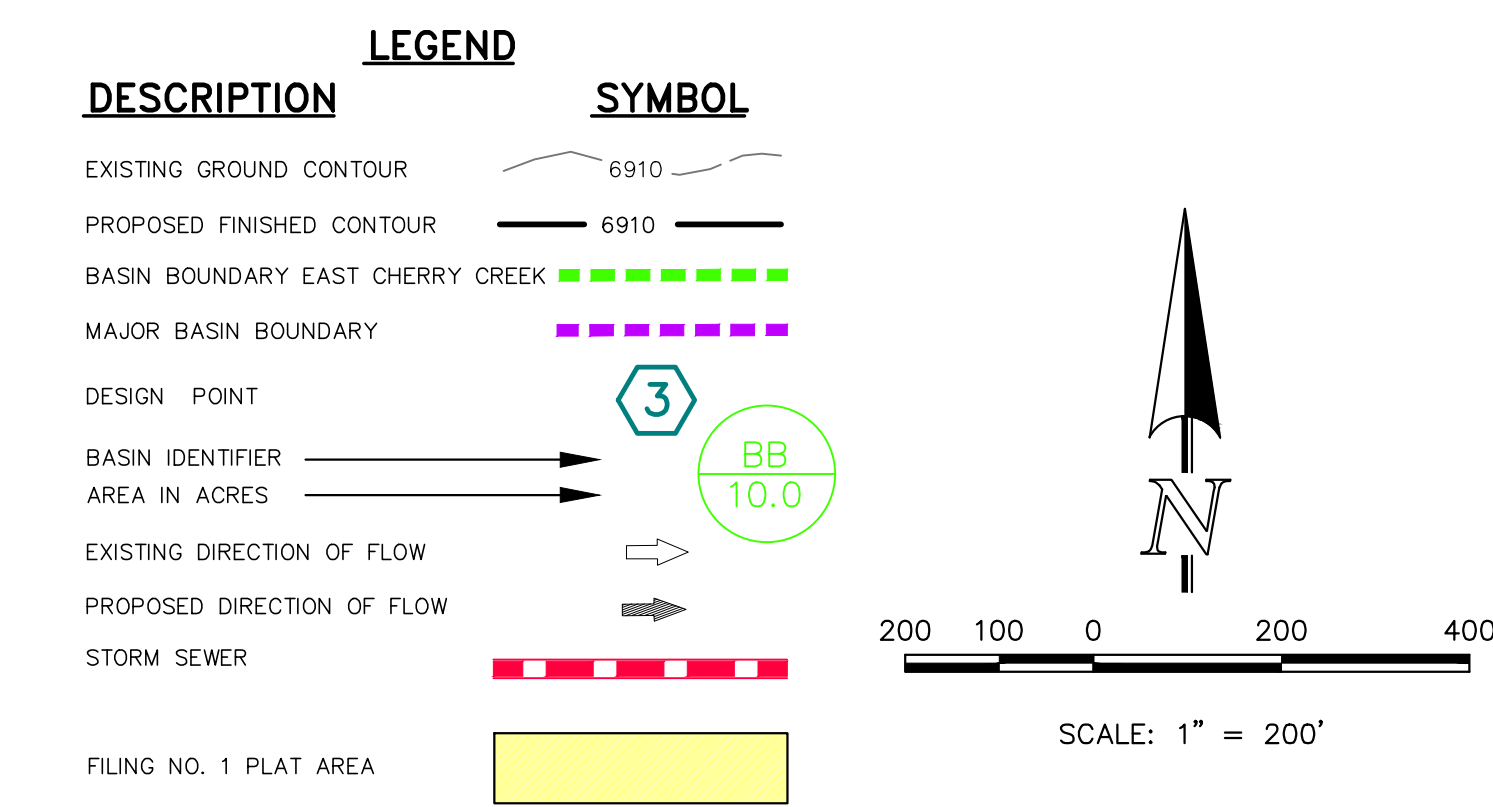 LEGEND
DESCRIPTION SYMBOL
EXISTING GROUND CONTOUR 6910
PROPOSED FINISHED CONTOUR 6910
BASIN BOUNDARY EAST CHERRY CREEK
MAJOR BASIN BOUNDARY
DESIGN POINT 3
BASIN IDENTIFIER BB
AREA IN ACRES 10.0
EXISTING DIRECTION OF FLOW
PROPOSED DIRECTION OF FLOW
STORM SEWER
FILING NO. 1 PLAT AREA
N
200 100 0 200 400
SCALE: 1" = 200'